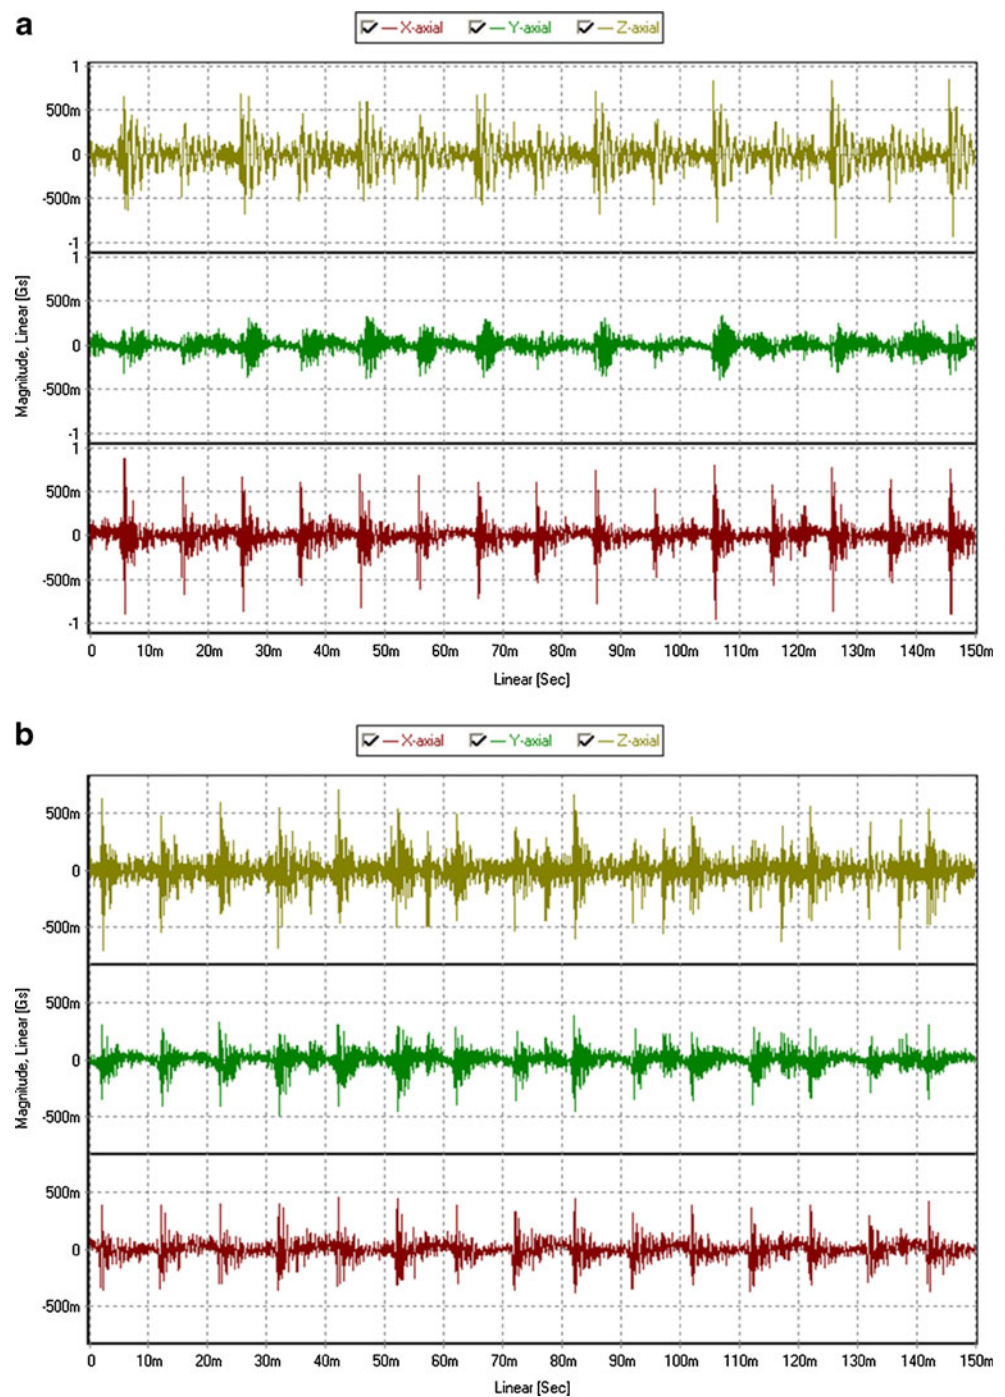 a
X-axial Y-axial Z-axial
1
500m
0
-500m
-1
1
500m
0
-500m
-1
1
500m
0
-500m
-1
Magnitude, Linear [Gs]
0 10m 20m 30m 40m 50m 60m 70m 80m 90m 100m 110m 120m 130m 140m 150m
Linear [Sec]
b
X-axial Y-axial Z-axial
500m
0
-500m
500m
0
-500m
500m
0
-500m
Magnitude, Linear [Gs]
0 10m 20m 30m 40m 50m 60m 70m 80m 90m 100m 110m 120m 130m 140m 150m
Linear [Sec]